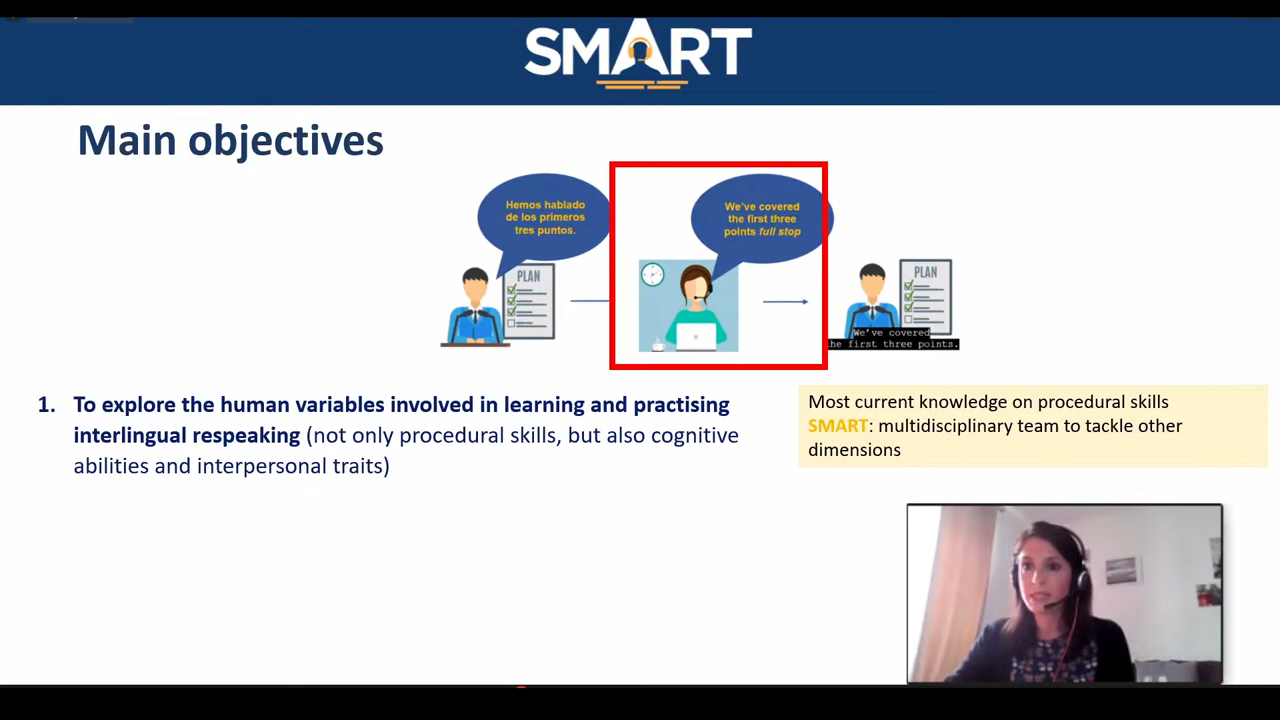 SMART
Main objectives
Hemos hablado
de los primeros
tres puntos.
PLAN
We've covered
the first three
points full stop
PLAN
We've covered
the first three points.
1. To explore the human variables involved in learning and practising
interlingual respeaking (not only procedural skills, but also cognitive
abilities and interpersonal traits)
Most current knowledge on procedural skills
SMART: multidisciplinary team to tackle other
dimensions